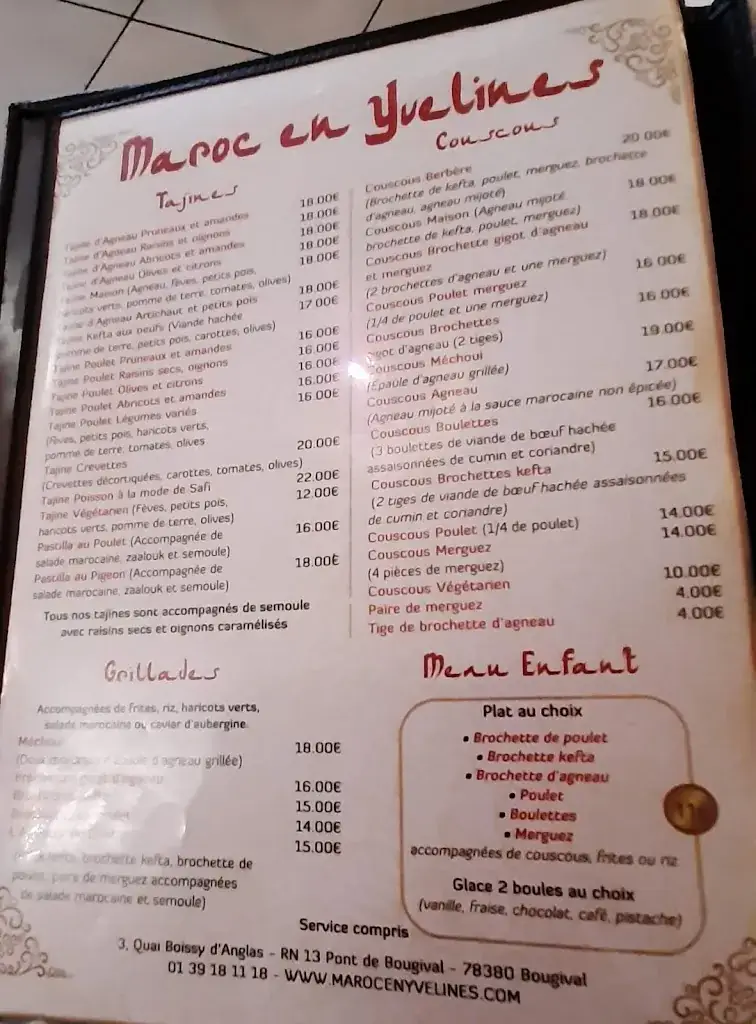 Maroc en Yvelines
Tajines
Tajine d'Agneau Pruneaux et amandes 18.00€
Tajine d'Agneau Raisins et oignons 18.00€
Tajine d'Agneau Abricots et amandes 18.00€
Tajine d'Agneau Olives et citrons 18.00€
Tajine Maison (Agneau, fèves, petits pois, 18.00€
haricots verts, pomme de terre, tomates, olives)
Tajine d'Agneau Artichaut et petits pois 18.00€
Tajine Kefta aux oeufs (Viande hachée 17.00€
pomme de terre, petits pois, carottes, olives)
Tajine Poulet Pruneaux et amandes 16.00€
Tajine Poulet Raisins secs, oignons 16.00€
Tajine Poulet Olives et citrons 16.00€
Tajine Poulet Abricots et amandes 16.00€
Tajine Poulet Légumes variés 16.00€
(Fèves, petits pois, haricots verts,
pomme de terre, tomates, olives
Tajine Crevettes 20.00€
(Crevettes décortiquées, carottes, tomates, olives)
Tajine Poisson à la mode de Safi 22.00€
Tajine Végétarien (Fèves, petits pois, 12.00€
haricots verts, pomme de terre, olives)
Pastilla au Poulet (Accompagnée de 16.00€
salade marocaine, zaalouk et semoule)
Pastilla au Pigeon (Accompagnée de 18.00€
salade marocaine, zaalouk et semoule)
Tous nos tajines sont accompagnés de semoule
avec raisins secs et oignons caramélisés
Couscous
Couscous Berbère 20.00€
(Brochette de kefta, poulet, merguez, brochette
d'agneau, agneau mijoté)
Couscous Maison (Agneau mijoté 18.00€
brochette de kefta, poulet, merguez)
Couscous Brochette gigot d'agneau 18.00€
et merguez
(2 brochettes d'agneau et une merguez)
Couscous Poulet merguez 16.00€
(1/4 de poulet et une merguez)
Couscous Brochettes 16.00€
gigot d'agneau (2 tiges)
Couscous Méchoui 19.00€
(Epaule d'agneau grillée)
Couscous Agneau 17.00€
(Agneau mijoté à la sauce marocaine non épicée)
Couscous Boulettes 16.00€
(3 boulettes de viande de bœuf hachée
assaisonnées de cumin et coriandre)
Couscous Brochettes kefta 15.00€
(2 tiges de viande de bœuf hachée assaisonnées
de cumin et coriandre)
Couscous Poulet (1/4 de poulet) 14.00€
Couscous Merguez 14.00€
(4 pièces de merguez)
Couscous Végétarien 10.00€
Paire de merguez 4.00€
Tige de brochette d'agneau 4.00€
Grillades
Accompagnées de frites, riz, haricots verts,
salade marocaine ou caviar d'aubergine.
Méchoui 18.00€
d'agneau grillée)
16.00€
15.00€
14.00€
15.00€
brochette kefta, brochette de
poulet, paire de merguez accompagnées
de salade marocaine et semoule)
Menu Enfant
Plat au choix
• Brochette de poulet
• Brochette kefta
• Brochette d'agneau
• Poulet
• Boulettes
• Merguez
accompagnées de couscous, frites ou riz
Glace 2 boules au choix
(vanille, fraise, chocolat, café, pistache)
Service compris
3, Quai Boissy d'Anglas - RN 13 Pont de Bougival - 78380 Bougival
01 39 18 11 18 - WWW.MAROCENYVELINES.COM